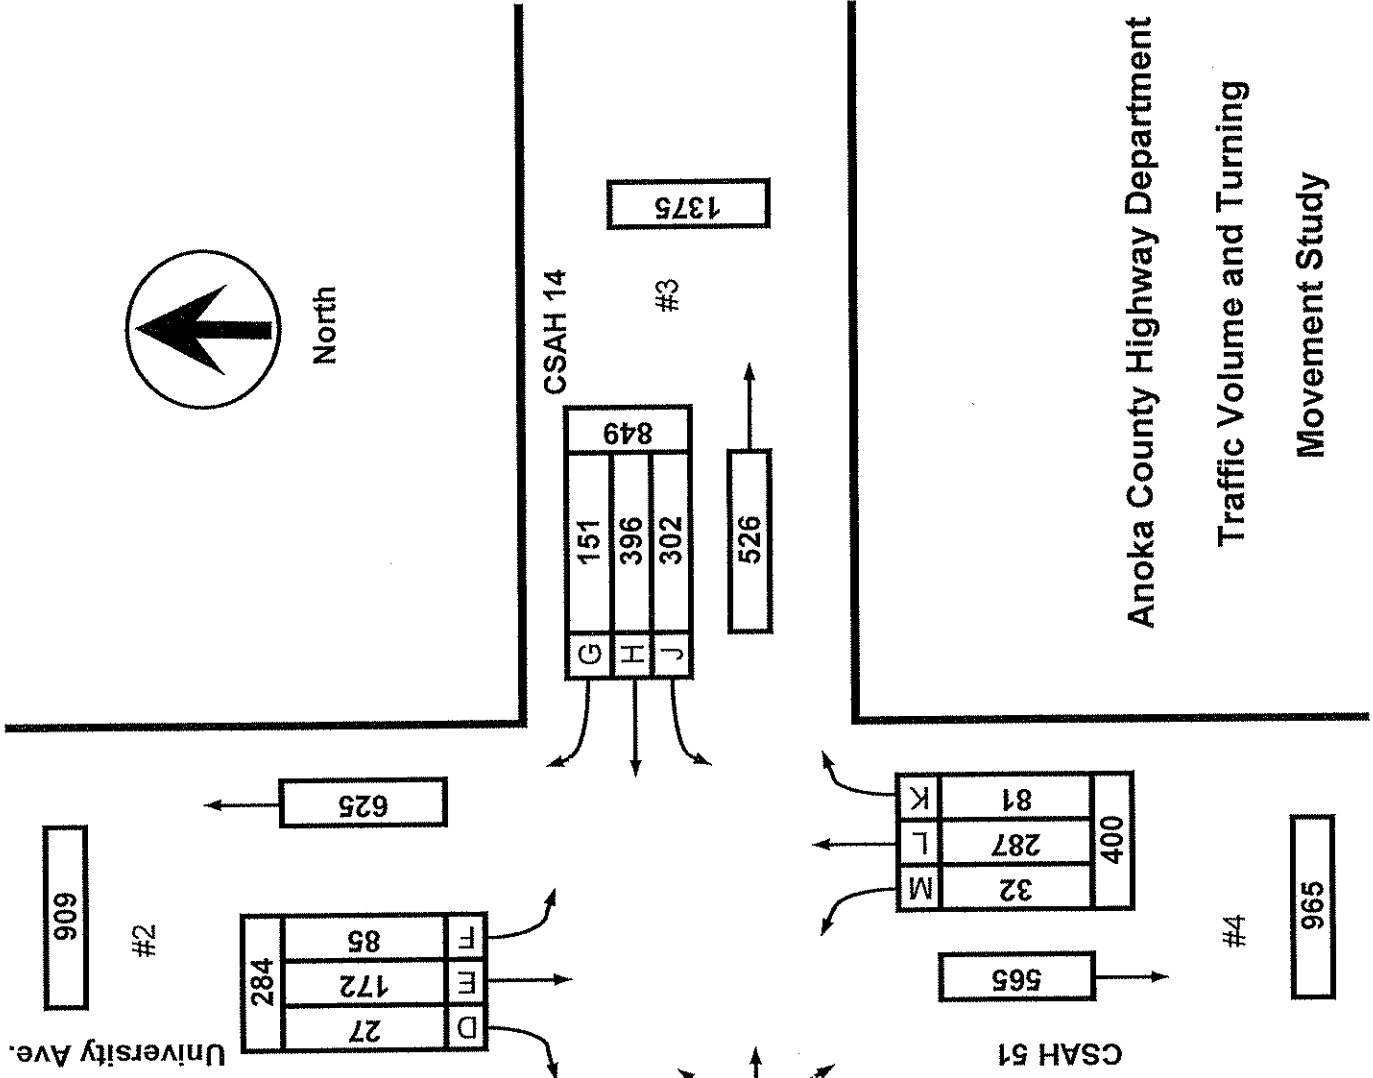 North
University Ave.
909
#2
284
27
172
85
D
E
F
625
CSAH 14
G
151
H
396
J
302
849
526
#3
1375
M
L
K
32
287
81
400
565
#4
965
CSAH 51
Anoka County Highway Department
Traffic Volume and Turning
Movement Study